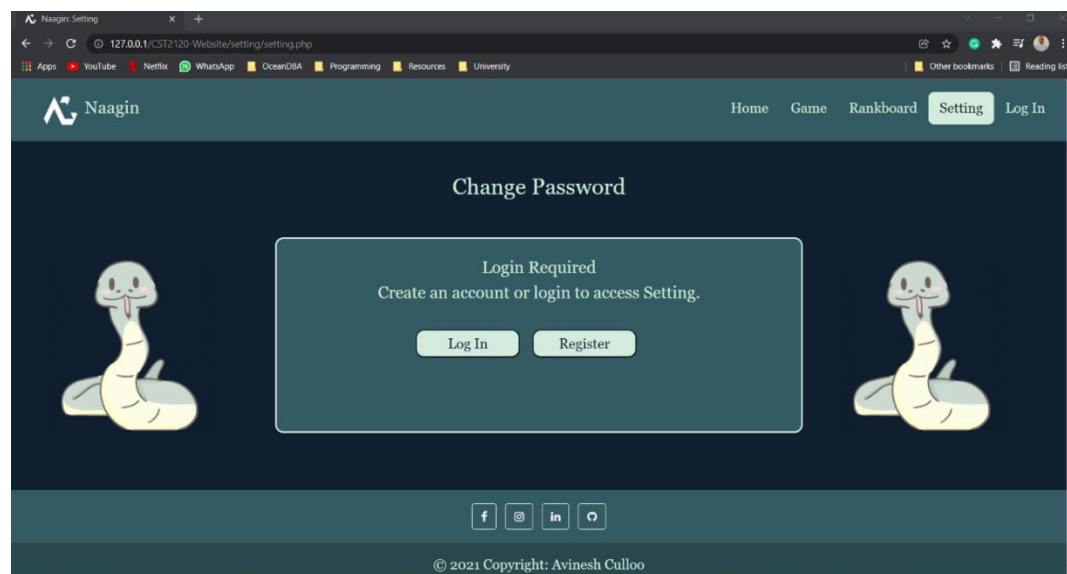 Naagin: Setting
127.0.0.1/CST2120-Website/setting/setting.php
Apps YouTube Netflix WhatsApp OceanDBA Programming Resources University Other bookmarks Reading list
Naagin Home Game Rankboard Setting Log In
Change Password
Login Required
Create an account or login to access Setting.
Log In Register
f in
© 2021 Copyright: Avinesh Culloo